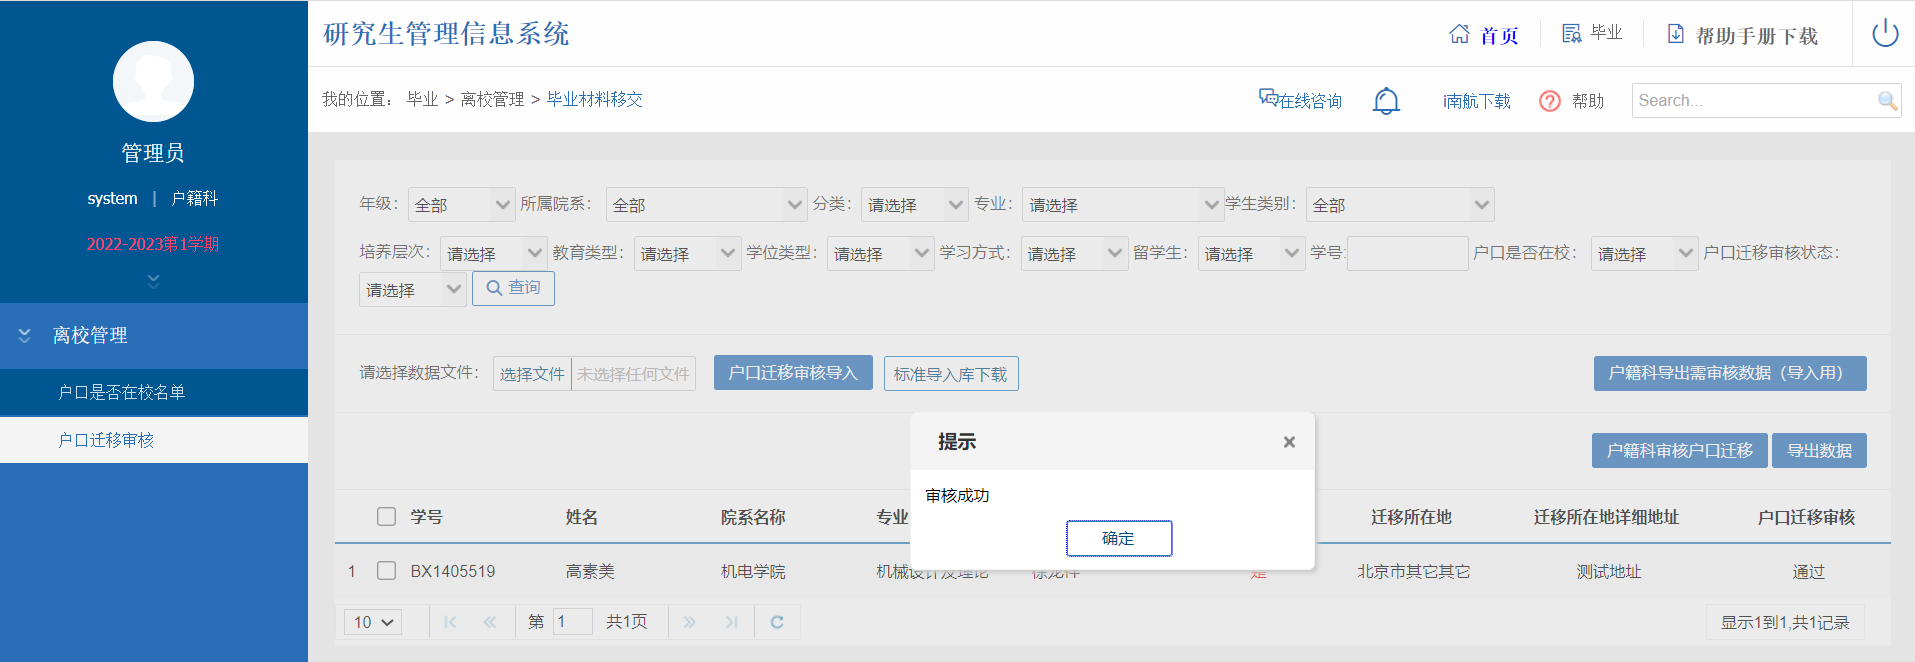 研究生管理信息系统
首页
毕业
帮助手册下载
管理员
system | 户籍科
2022-2023第1学期
我的位置： 毕业 > 离校管理 > 毕业材料移交
在线咨询
i南航下载
帮助
Search...
离校管理
户口是否在校名单
户口迁移审核
年级： 全部 所属院系： 全部 分类： 请选择 专业： 请选择 学生类别： 全部
培养层次： 请选择 教育类型： 请选择 学位类型： 请选择 学习方式： 请选择 留学生： 请选择 学号: 户口是否在校： 请选择 户口迁移审核状态：
请选择 查询
请选择数据文件： 选择文件 未选择任何文件 户口迁移审核导入 标准导入库下载 户籍科导出需审核数据（导入用）
户籍科审核户口迁移 导出数据
提示
审核成功
确定
学号 姓名 院系名称 专业 迁移所在地 迁移所在地详细地址 户口迁移审核
1 BX1405519 高素美 机电学院 机械设计及理论 是 北京市其它其它 测试地址 通过
10 第 1 共1页 显示1到1,共1记录